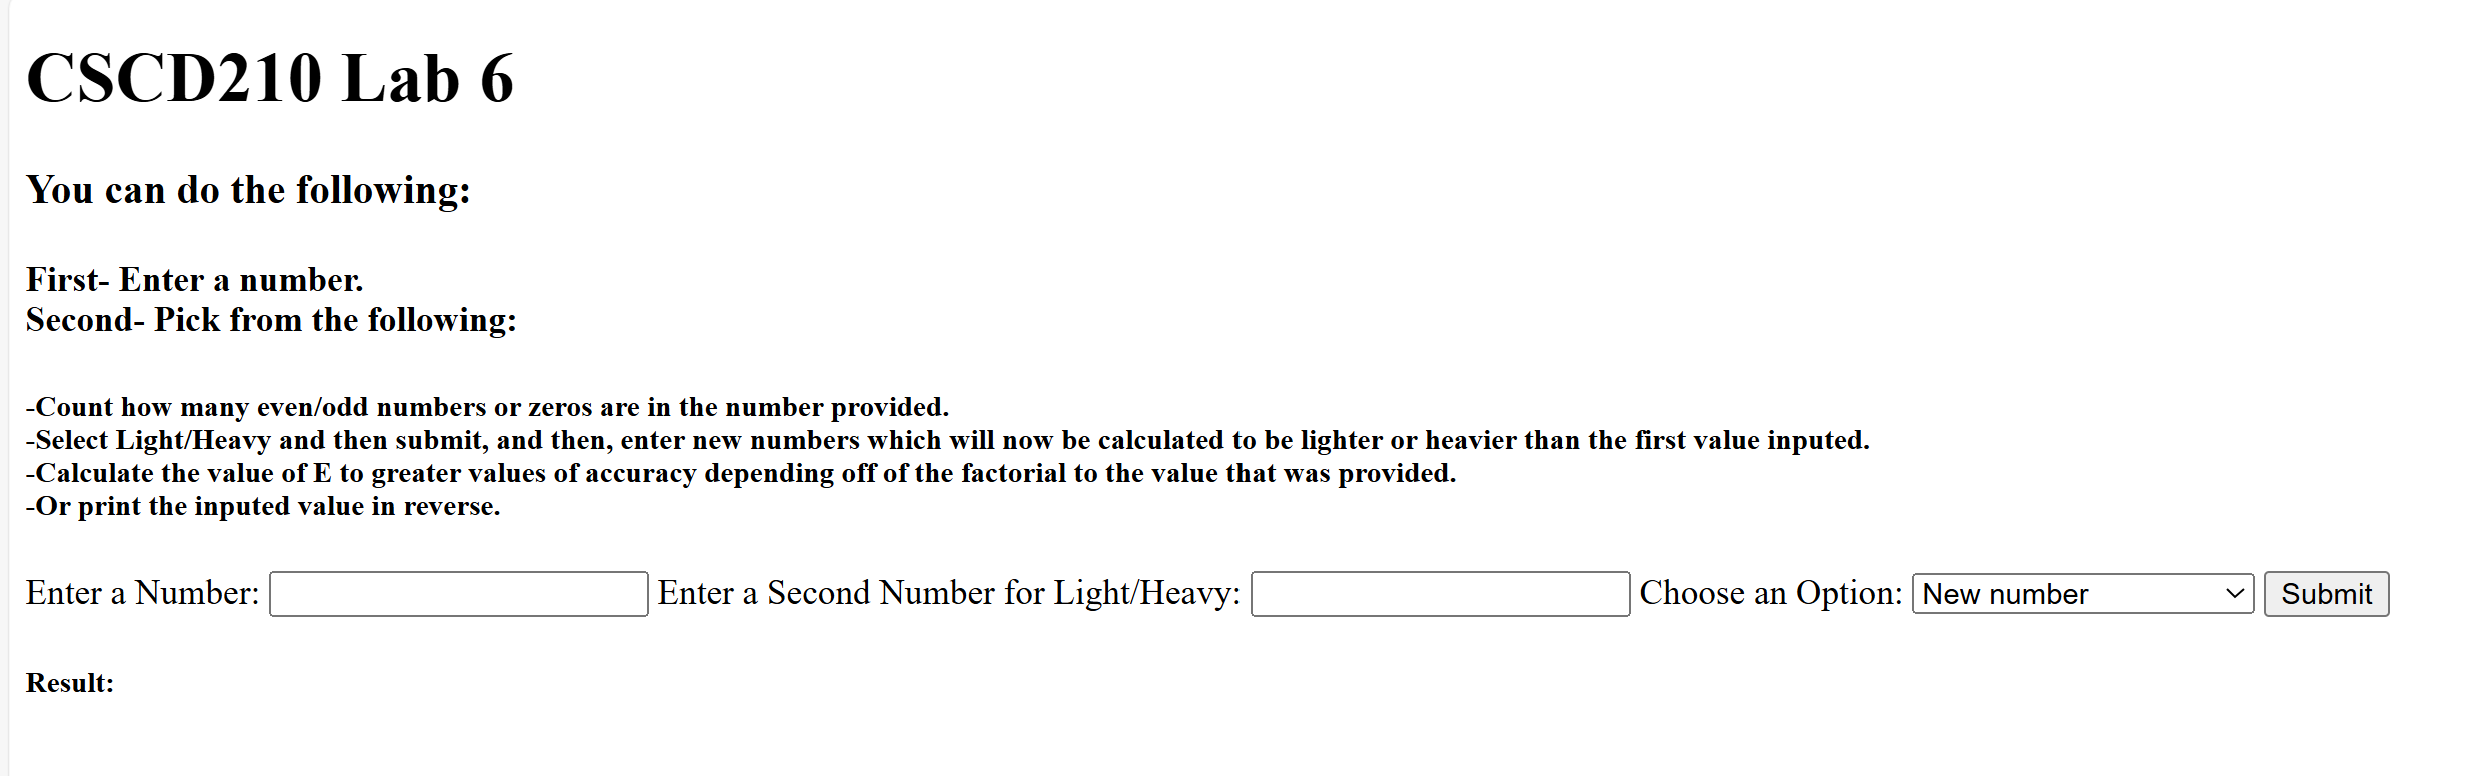 CSCD210 Lab 6
You can do the following:
First- Enter a number.
Second- Pick from the following:
-Count how many even/odd numbers or zeros are in the number provided.
-Select Light/Heavy and then submit, and then, enter new numbers which will now be calculated to be lighter or heavier than the first value inputed.
-Calculate the value of E to greater values of accuracy depending off of the factorial to the value that was provided.
-Or print the inputed value in reverse.
Enter a Number: Enter a Second Number for Light/Heavy: Choose an Option: New number Submit
Result: